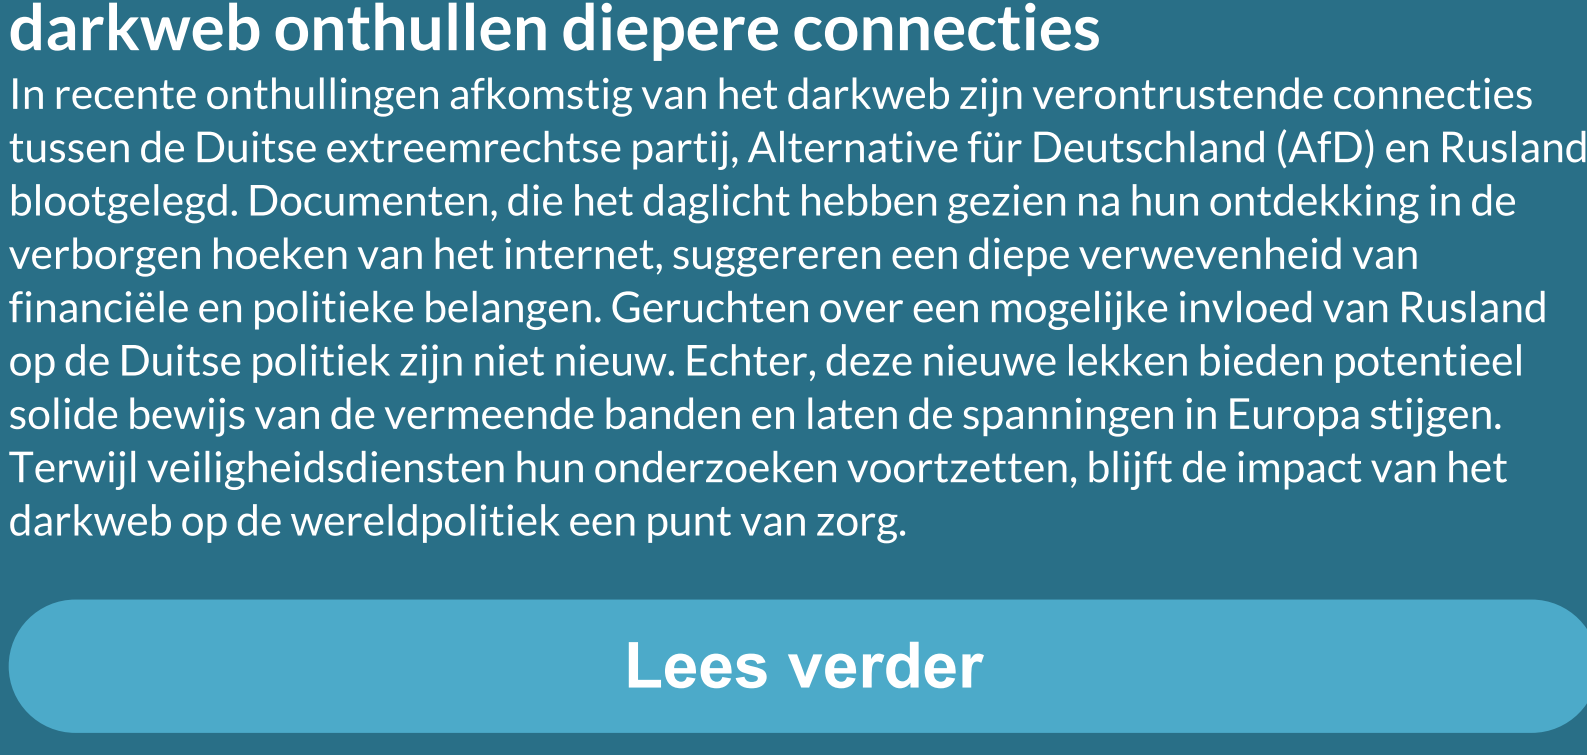 darkweb onthullen diepere connecties
In recente onthullingen afkomstig van het darkweb zijn verontrustende connecties
tussen de Duitse extreemrechtse partij, Alternative für Deutschland (AfD) en Rusland
blootgelegd. Documenten, die het daglicht hebben gezien na hun ontdekking in de
verborgen hoeken van het internet, suggereren een diepe verwevenheid van
financiële en politieke belangen. Geruchten over een mogelijke invloed van Rusland
op de Duitse politiek zijn niet nieuw. Echter, deze nieuwe lekken bieden potentieel
solide bewijs van de vermeende banden en laten de spanningen in Europa stijgen.
Terwijl veiligheidsdiensten hun onderzoeken voortzetten, blijft de impact van het
darkweb op de wereldpolitiek een punt van zorg.
Lees verder